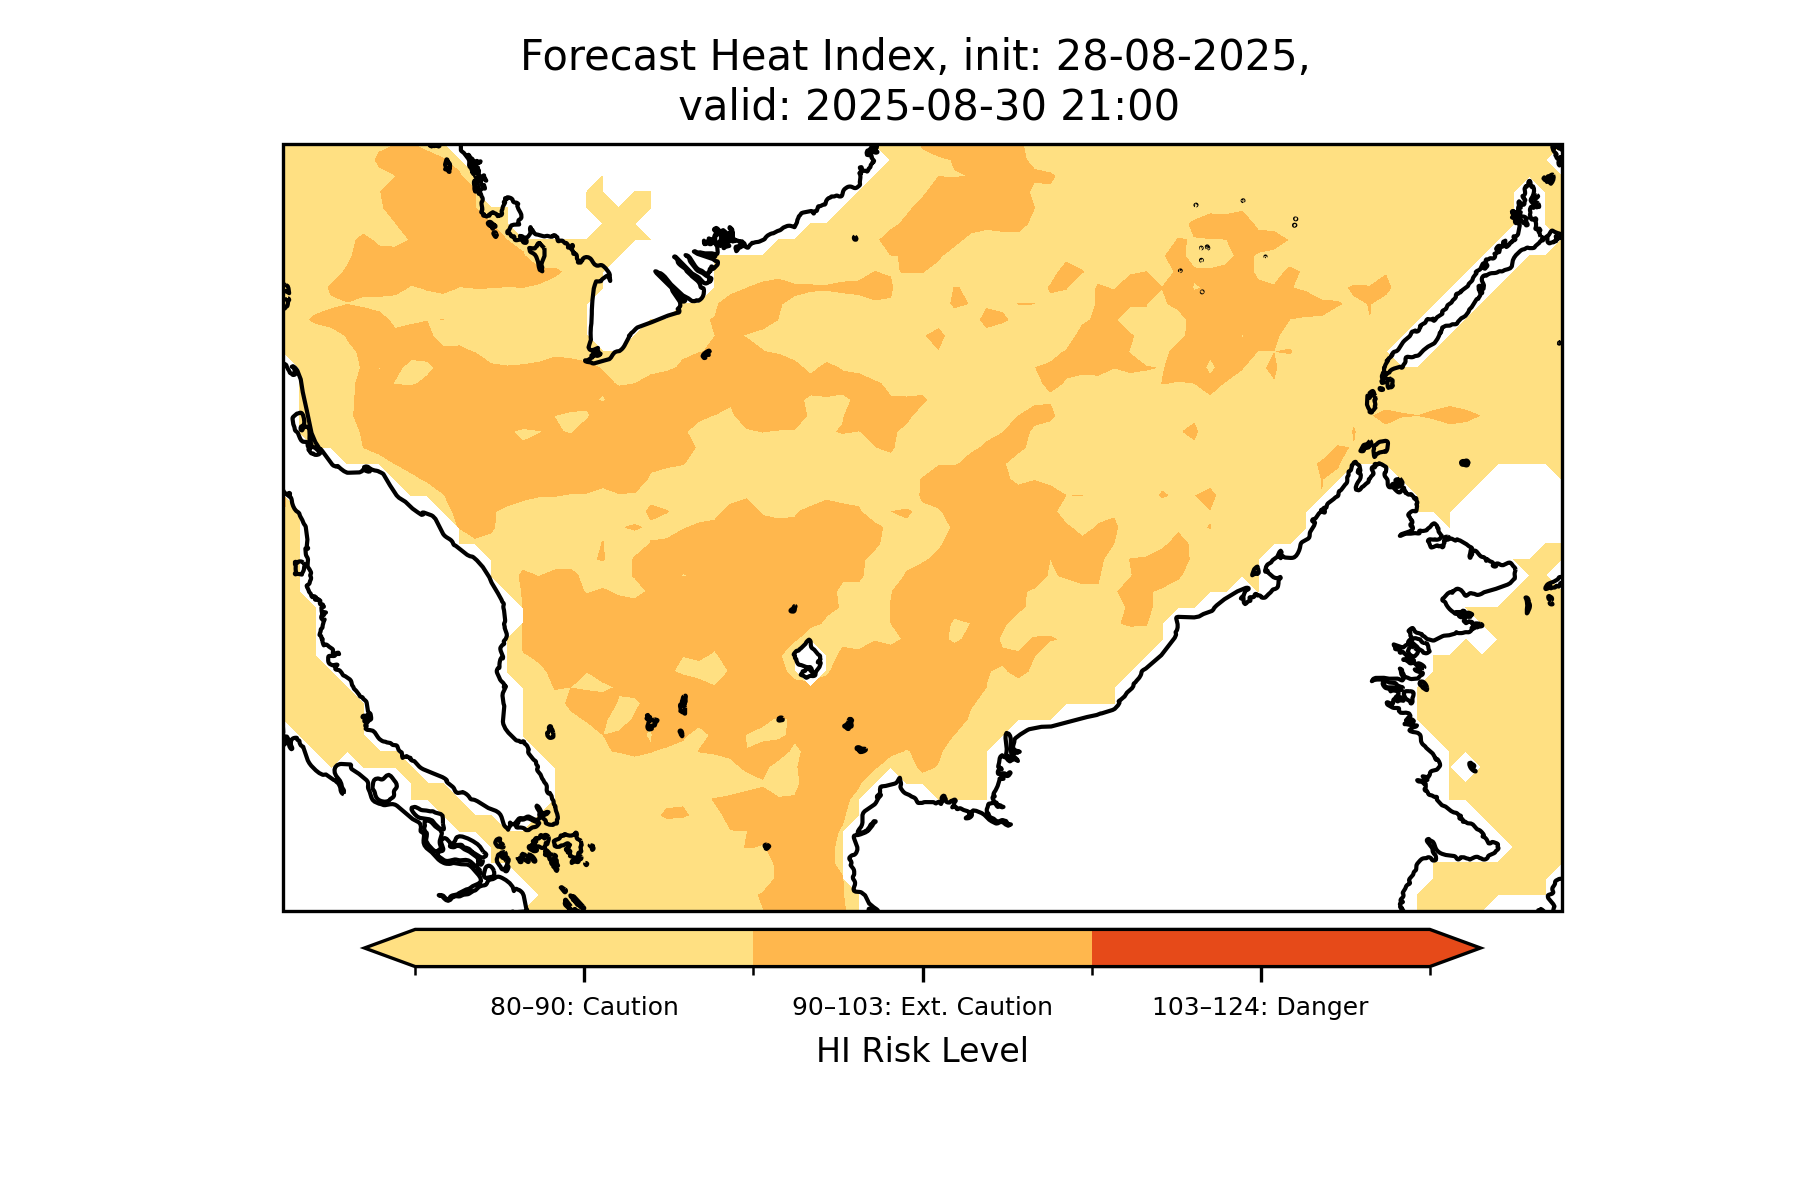 Forecast Heat Index, init: 28-08-2025,
valid: 2025-08-30 21:00
80–90: Caution
90–103: Ext. Caution
103–124: Danger
HI Risk Level